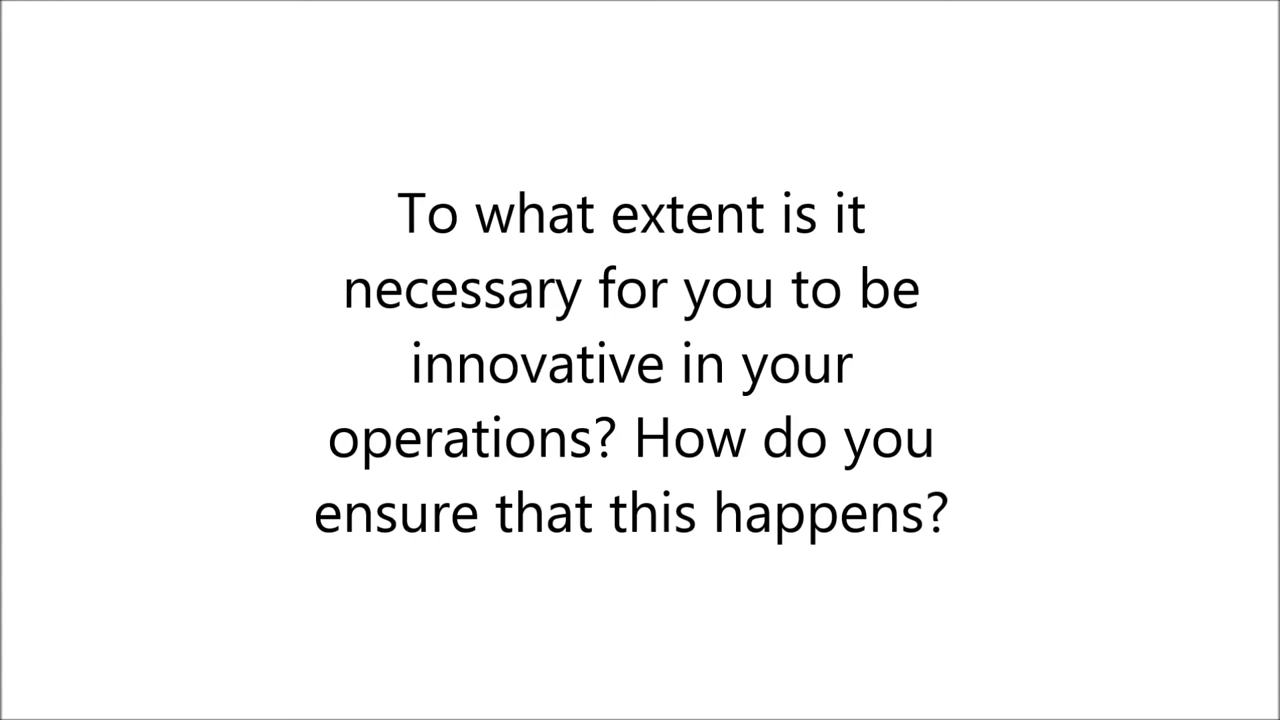 To what extent is it
necessary for you to be
innovative in your
operations? How do you
ensure that this happens?